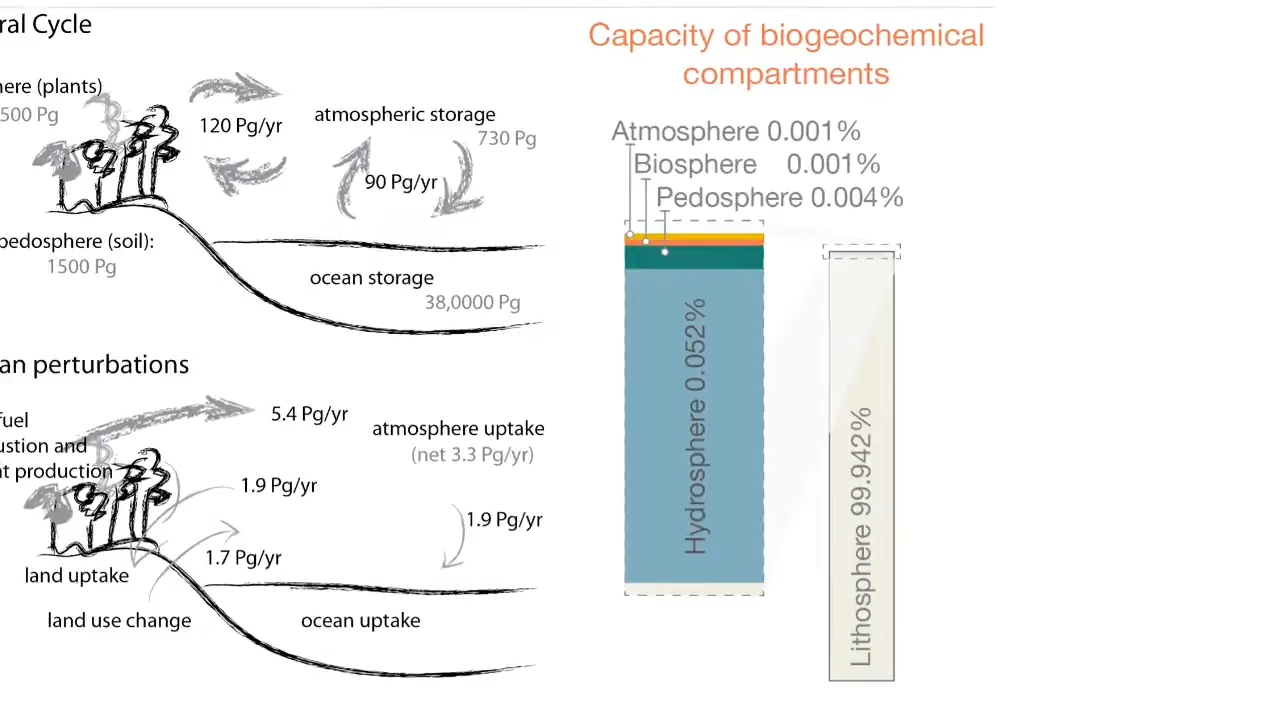 ral Cycle
here (plants)
500 Pg
120 Pg/yr
atmospheric storage
730 Pg
90 Pg/yr
pedosphere (soil):
1500 Pg
ocean storage
38,0000 Pg
an perturbations
fuel
ustion and
nt production
5.4 Pg/yr
atmosphere uptake
(net 3.3 Pg/yr)
1.9 Pg/yr
1.9 Pg/yr
1.7 Pg/yr
land uptake
land use change
ocean uptake
Capacity of biogeochemical
compartments
Atmosphere 0.001%
Biosphere 0.001%
Pedosphere 0.004%
Hydrosphere 0.052%
Lithosphere 99.942%